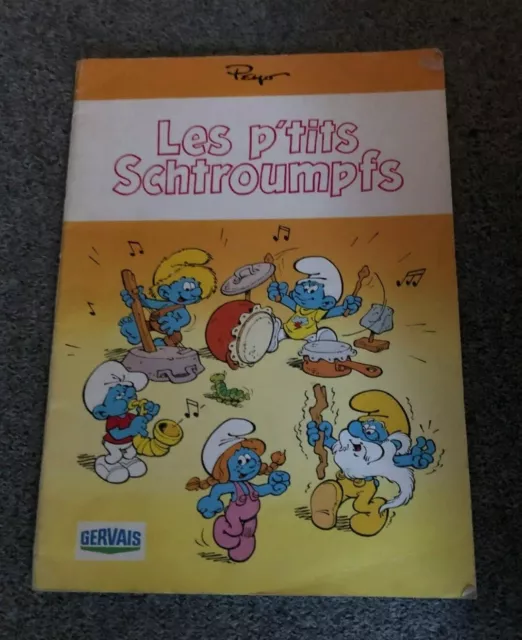 Peyo
Les p'tits
Schtroumpfs
GERVAIS